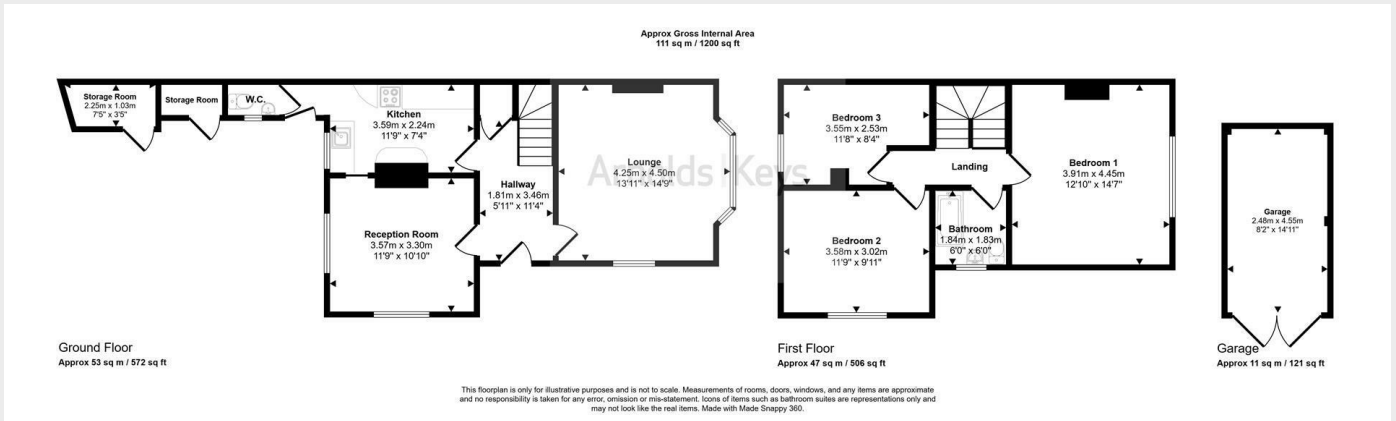 Approx Gross Internal Area
111 sq m / 1200 sq ft
Storage Room
2.25m x 1.03m
7'5" x 3'5"
Storage Room
W.C.
Kitchen
3.59m x 2.24m
11'9" x 7'4"
Hallway
1.81m x 3.46m
5'11" x 11'4"
Lounge
4.25m x 4.50m
13'11" x 14'9"
Reception Room
3.57m x 3.30m
11'9" x 10'10"
Arnolds | Keys
Bedroom 3
3.55m x 2.53m
11'8" x 8'4"
Landing
Bedroom 1
3.91m x 4.45m
12'10" x 14'7"
Bedroom 2
3.58m x 3.02m
11'9" x 9'11"
Bathroom
1.84m x 1.83m
6'0" x 6'0"
Garage
2.48m x 4.55m
8'2" x 14'11"
Ground Floor
Approx 53 sq m / 572 sq ft
First Floor
Approx 47 sq m / 506 sq ft
Garage
Approx 11 sq m / 121 sq ft
This floorplan is only for illustrative purposes and is not to scale. Measurements of rooms, doors, windows, and any items are approximate
and no responsibility is taken for any error, omission or mis-statement. Icons of items such as bathroom suites are representations only and
may not look like the real items. Made with Made Snappy 360.